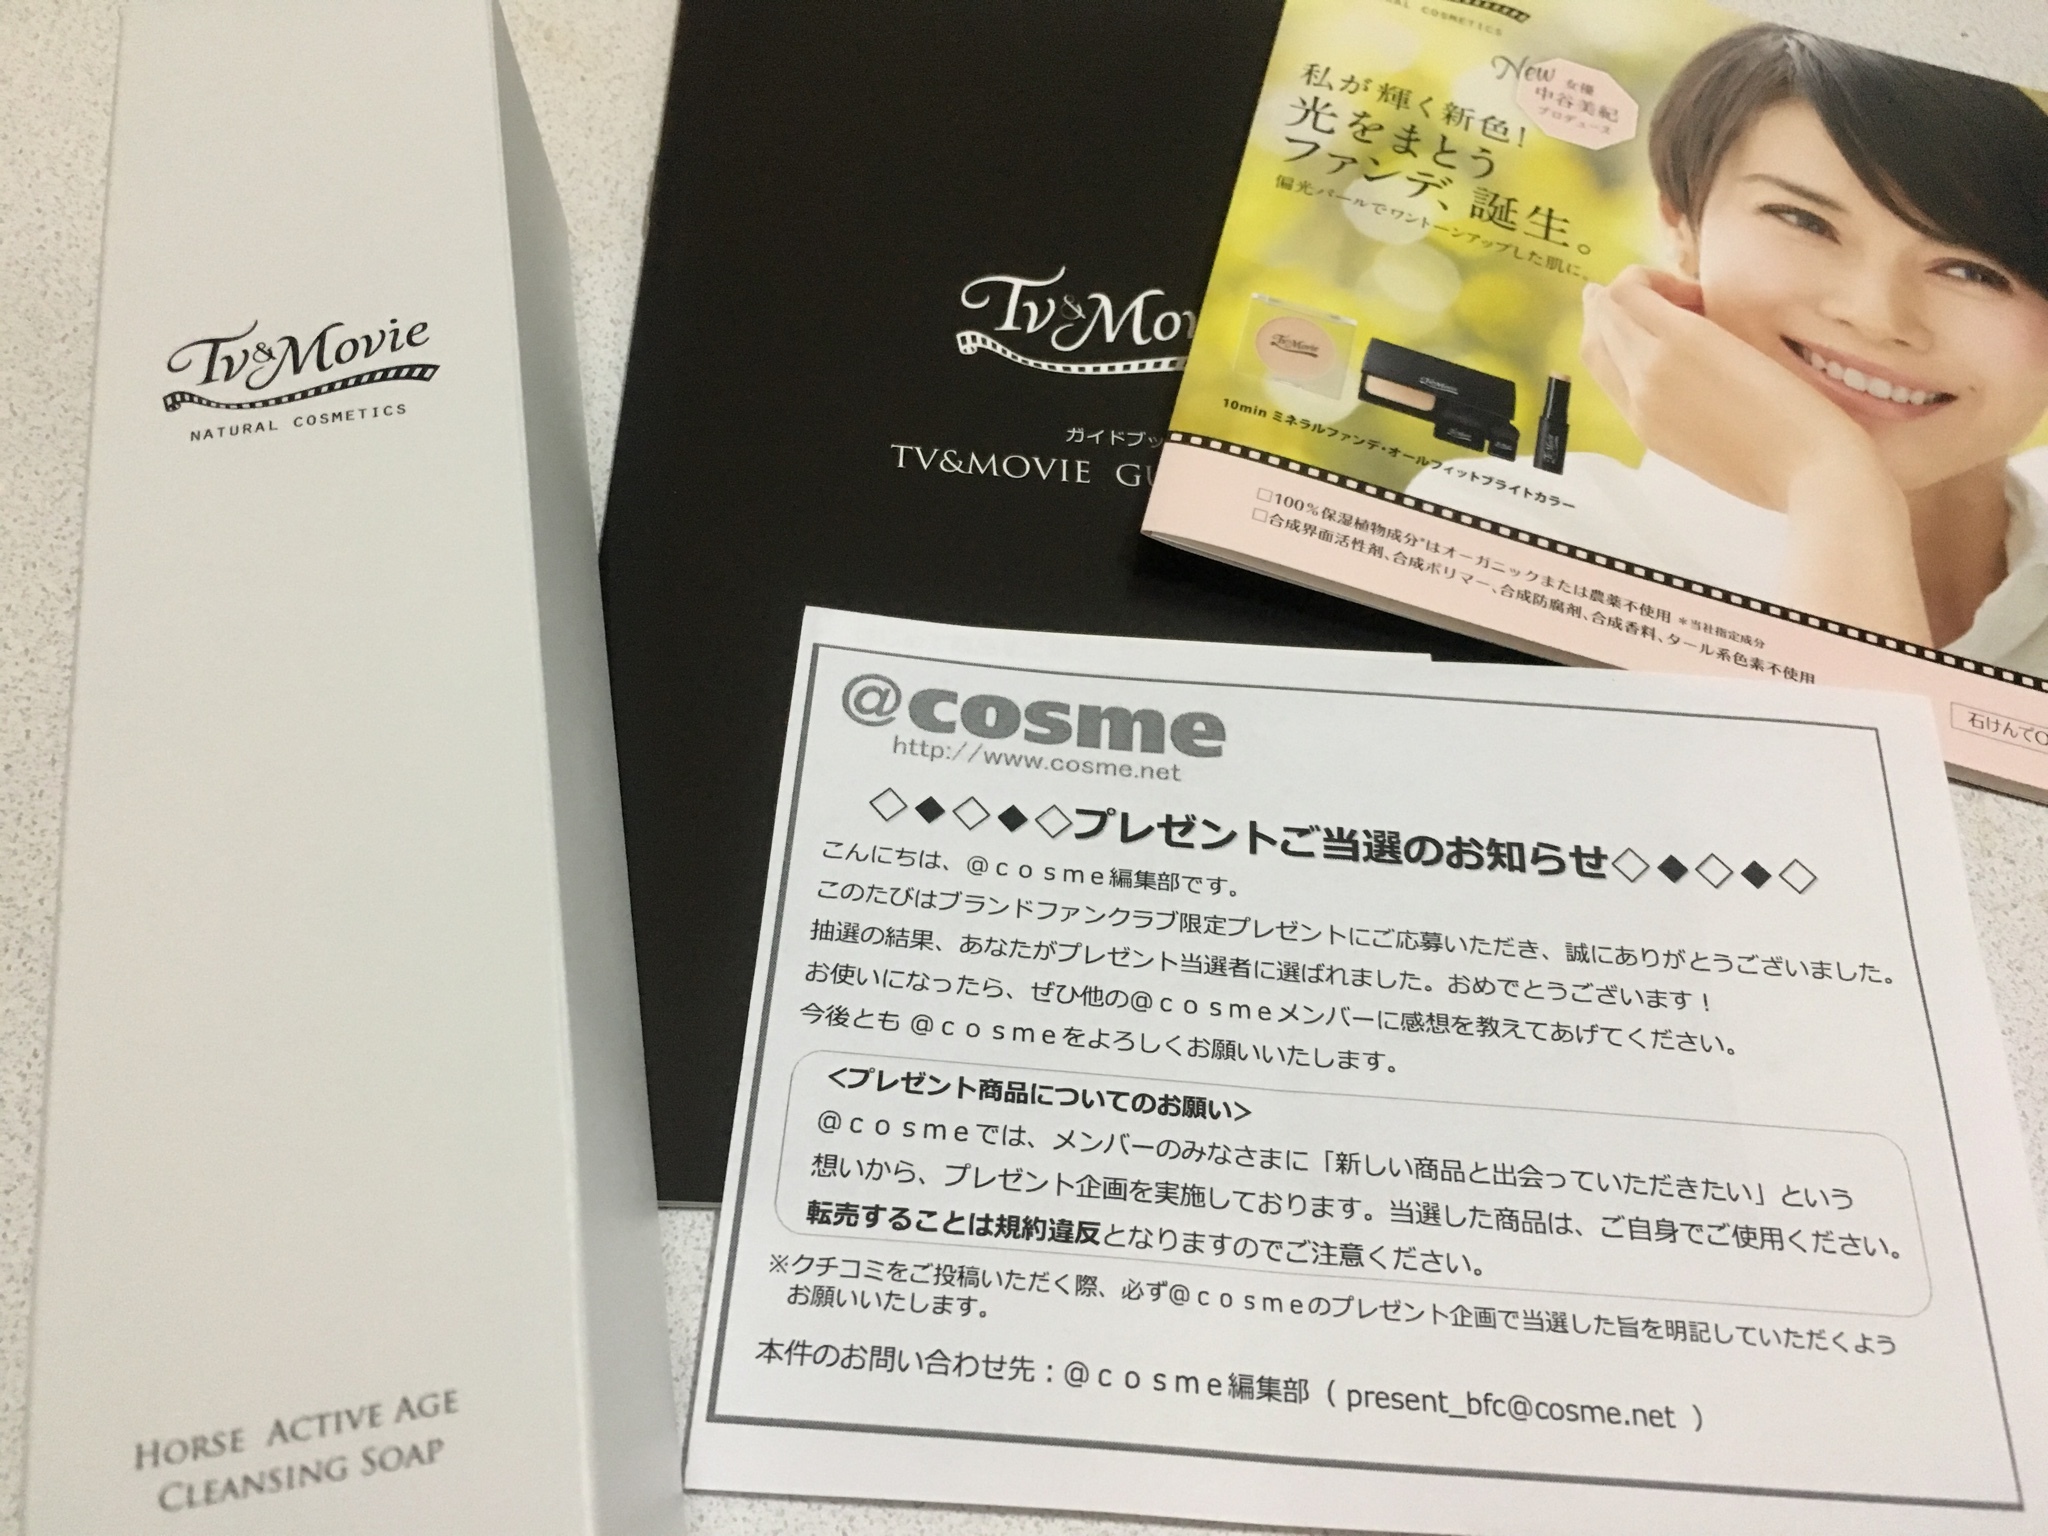 Tv&Movie
NATURAL COSMETICS
HORSE ACTIVE AGE
CLEANSING SOAP
Tv&Mov
ガイドブッ
TV&MOVIE GU
COSMETICS
New
女優
中谷美紀
プロデュース
私が輝く新色!
光をまとう
ファンデ、誕生。
偏光パールでワントーンアップした肌に。
Tv&Movie
10min ミネラルファンデ・オールフィットブライトカラー
□100%保湿植物成分*はオーガニックまたは農薬不使用 *当社指定成分
□合成界面活性剤、合成ポリマー、合成防腐剤、合成香料、タール系色素不使用
石けんでO
@cosme
http://www.cosme.net
◇◆◇◆◇プレゼントご当選のお知らせ◇◆◇◆◇
こんにちは、@cosme編集部です。
このたびはブランドファンクラブ限定プレゼントにご応募いただき、誠にありがとうございました。
抽選の結果、あなたがプレゼント当選者に選ばれました。おめでとうございます!
お使いになったら、ぜひ他の@cosmeメンバーに感想を教えてあげてください。
今後とも@cosmeをよろしくお願いいたします。
<プレゼント商品についてのお願い>
@cosmeでは、メンバーのみなさまに「新しい商品と出会っていただきたい」という
想いから、プレゼント企画を実施しております。当選した商品は、ご自身でご使用ください。
転売することは規約違反となりますのでご注意ください。
※クチコミをご投稿いただく際、必ず@cosmeのプレゼント企画で当選した旨を明記していただくよう
お願いいたします。
本件のお問い合わせ先:@cosme編集部 ( present_bfc@cosme.net )